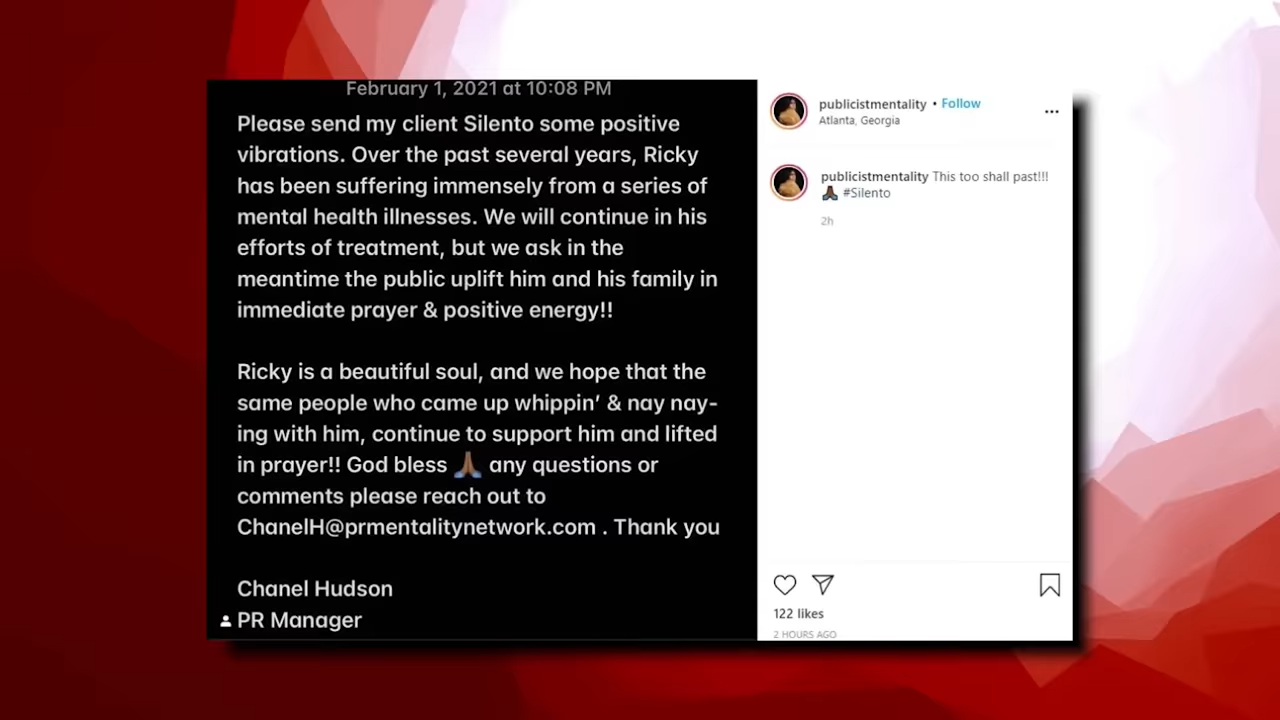 February 1, 2021 at 10:08 PM
Please send my client Silento some positive
vibrations. Over the past several years, Ricky
has been suffering immensely from a series of
mental health illnesses. We will continue in his
efforts of treatment, but we ask in the
meantime the public uplift him and his family in
immediate prayer & positive energy!!
Ricky is a beautiful soul, and we hope that the
same people who came up whippin’ & nay nay-
ing with him, continue to support him and lifted
in prayer!! God bless 🙏🏾 any questions or
comments please reach out to
ChanelH@prmentalitynetwork.com . Thank you
Chanel Hudson
PR Manager
publicistmentality • Follow
Atlanta, Georgia
publicistmentality This too shall past!!!
🙏🏾 #Silento
2h
122 likes
2 HOURS AGO